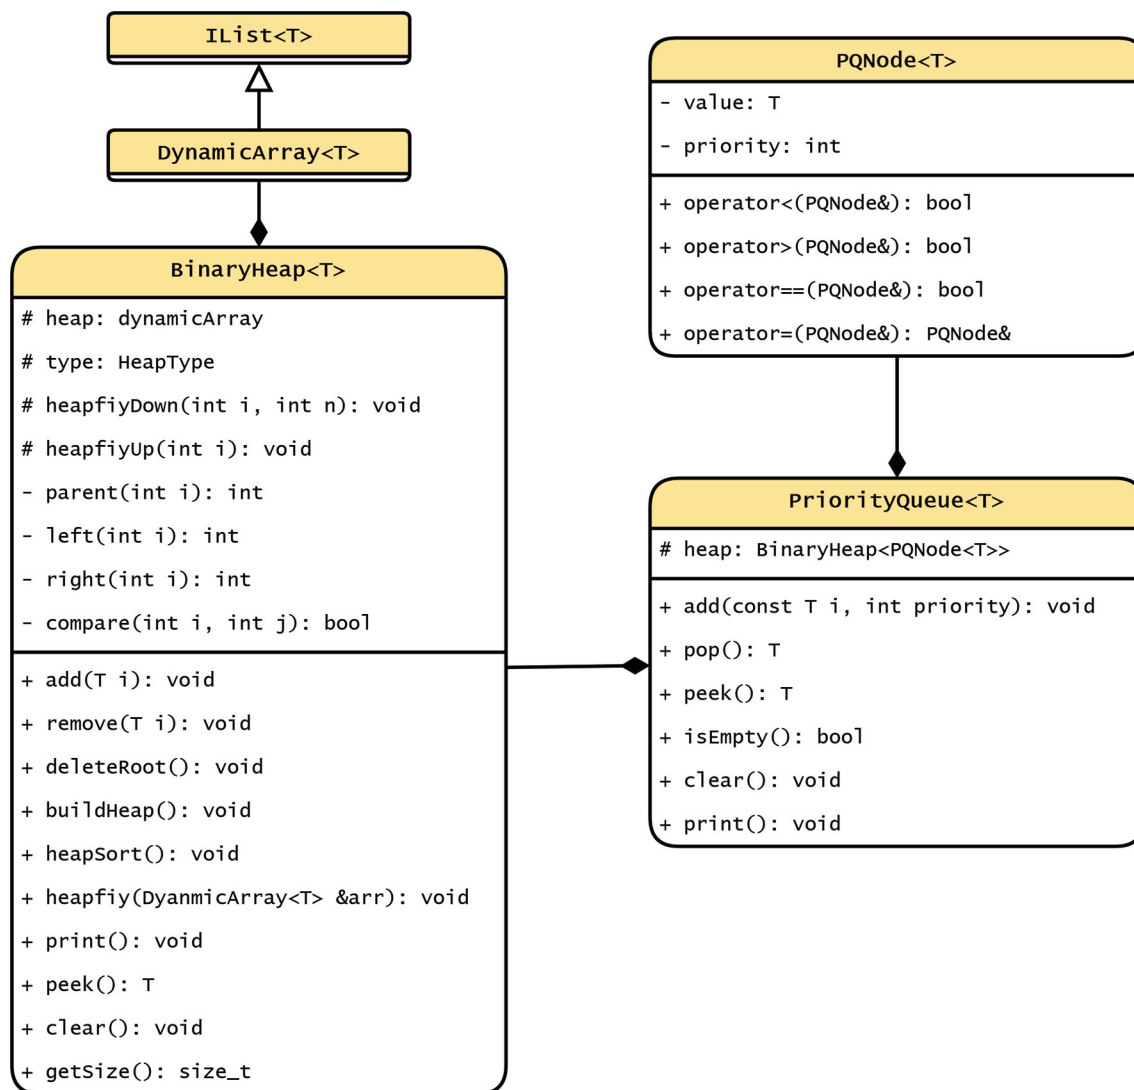 IList<T>
DynamicArray<T>
BinaryHeap<T>
# heap: dynamicArray
# type: HeapType
# heapfiyDown(int i, int n): void
# heapfiyUp(int i): void
- parent(int i): int
- left(int i): int
- right(int i): int
- compare(int i, int j): bool
+ add(T i): void
+ remove(T i): void
+ deleteRoot(): void
+ buildHeap(): void
+ heapSort(): void
+ heapfiy(DyanmicArray<T> &arr): void
+ print(): void
+ peek(): T
+ clear(): void
+ getSize(): size_t
PQNode<T>
- value: T
- priority: int
+ operator<(PQNode&): bool
+ operator>(PQNode&): bool
+ operator==(PQNode&): bool
+ operator=(PQNode&): PQNode&
PriorityQueue<T>
# heap: BinaryHeap<PQNode<T>>
+ add(const T i, int priority): void
+ pop(): T
+ peek(): T
+ isEmpty(): bool
+ clear(): void
+ print(): void